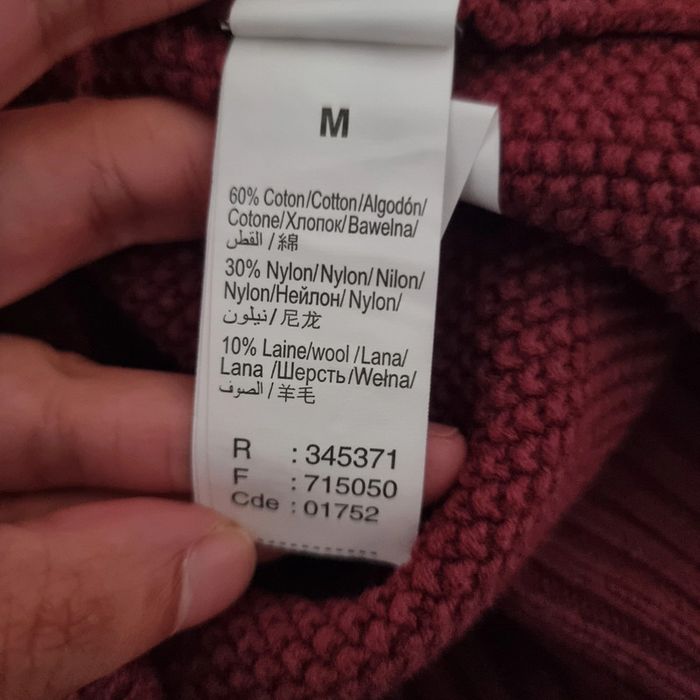 M
60% Coton/Cotton/Algodón/
Cotone/Хлопок/Bawełna/
القطن / 綿
30% Nylon/Nylon/Nilon/
Nylon/Нейлон/Nylon/
نيلون / 尼龙
10% Laine/wool /Lana/
Lana /Шерсть/Wełna/
الصوف / 羊毛
R : 345371
F : 715050
Cde : 01752